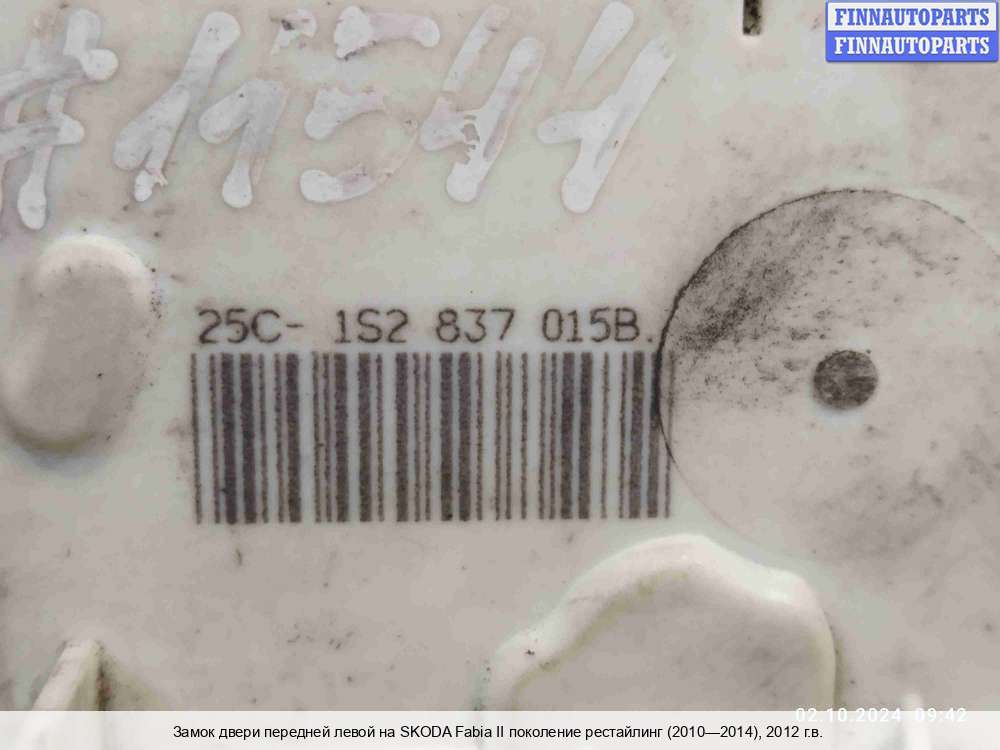 FINNAUTOPARTS
FINNAUTOPARTS
#11544
25C- 1S2 837 015B.
02.10.2024 09:42
Замок двери передней левой на SKODA Fabia II поколение рестайлинг (2010—2014), 2012 г.в.